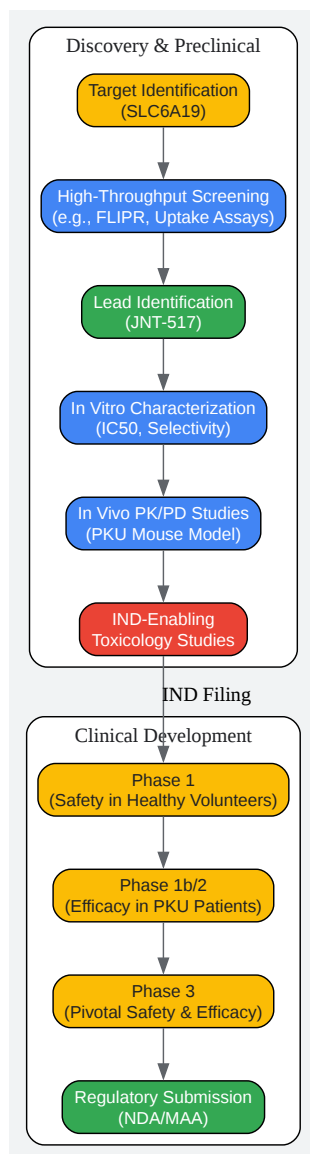 Discovery & Preclinical
Target Identification
(SLC6A19)
High-Throughput Screening
(e.g., FLIPR, Uptake Assays)
Lead Identification
(JNT-517)
In Vitro Characterization
(IC50, Selectivity)
In Vivo PK/PD Studies
(PKU Mouse Model)
IND-Enabling
Toxicology Studies
IND Filing
Clinical Development
Phase 1
(Safety in Healthy Volunteers)
Phase 1b/2
(Efficacy in PKU Patients)
Phase 3
(Pivotal Safety & Efficacy)
Regulatory Submission
(NDA/MAA)